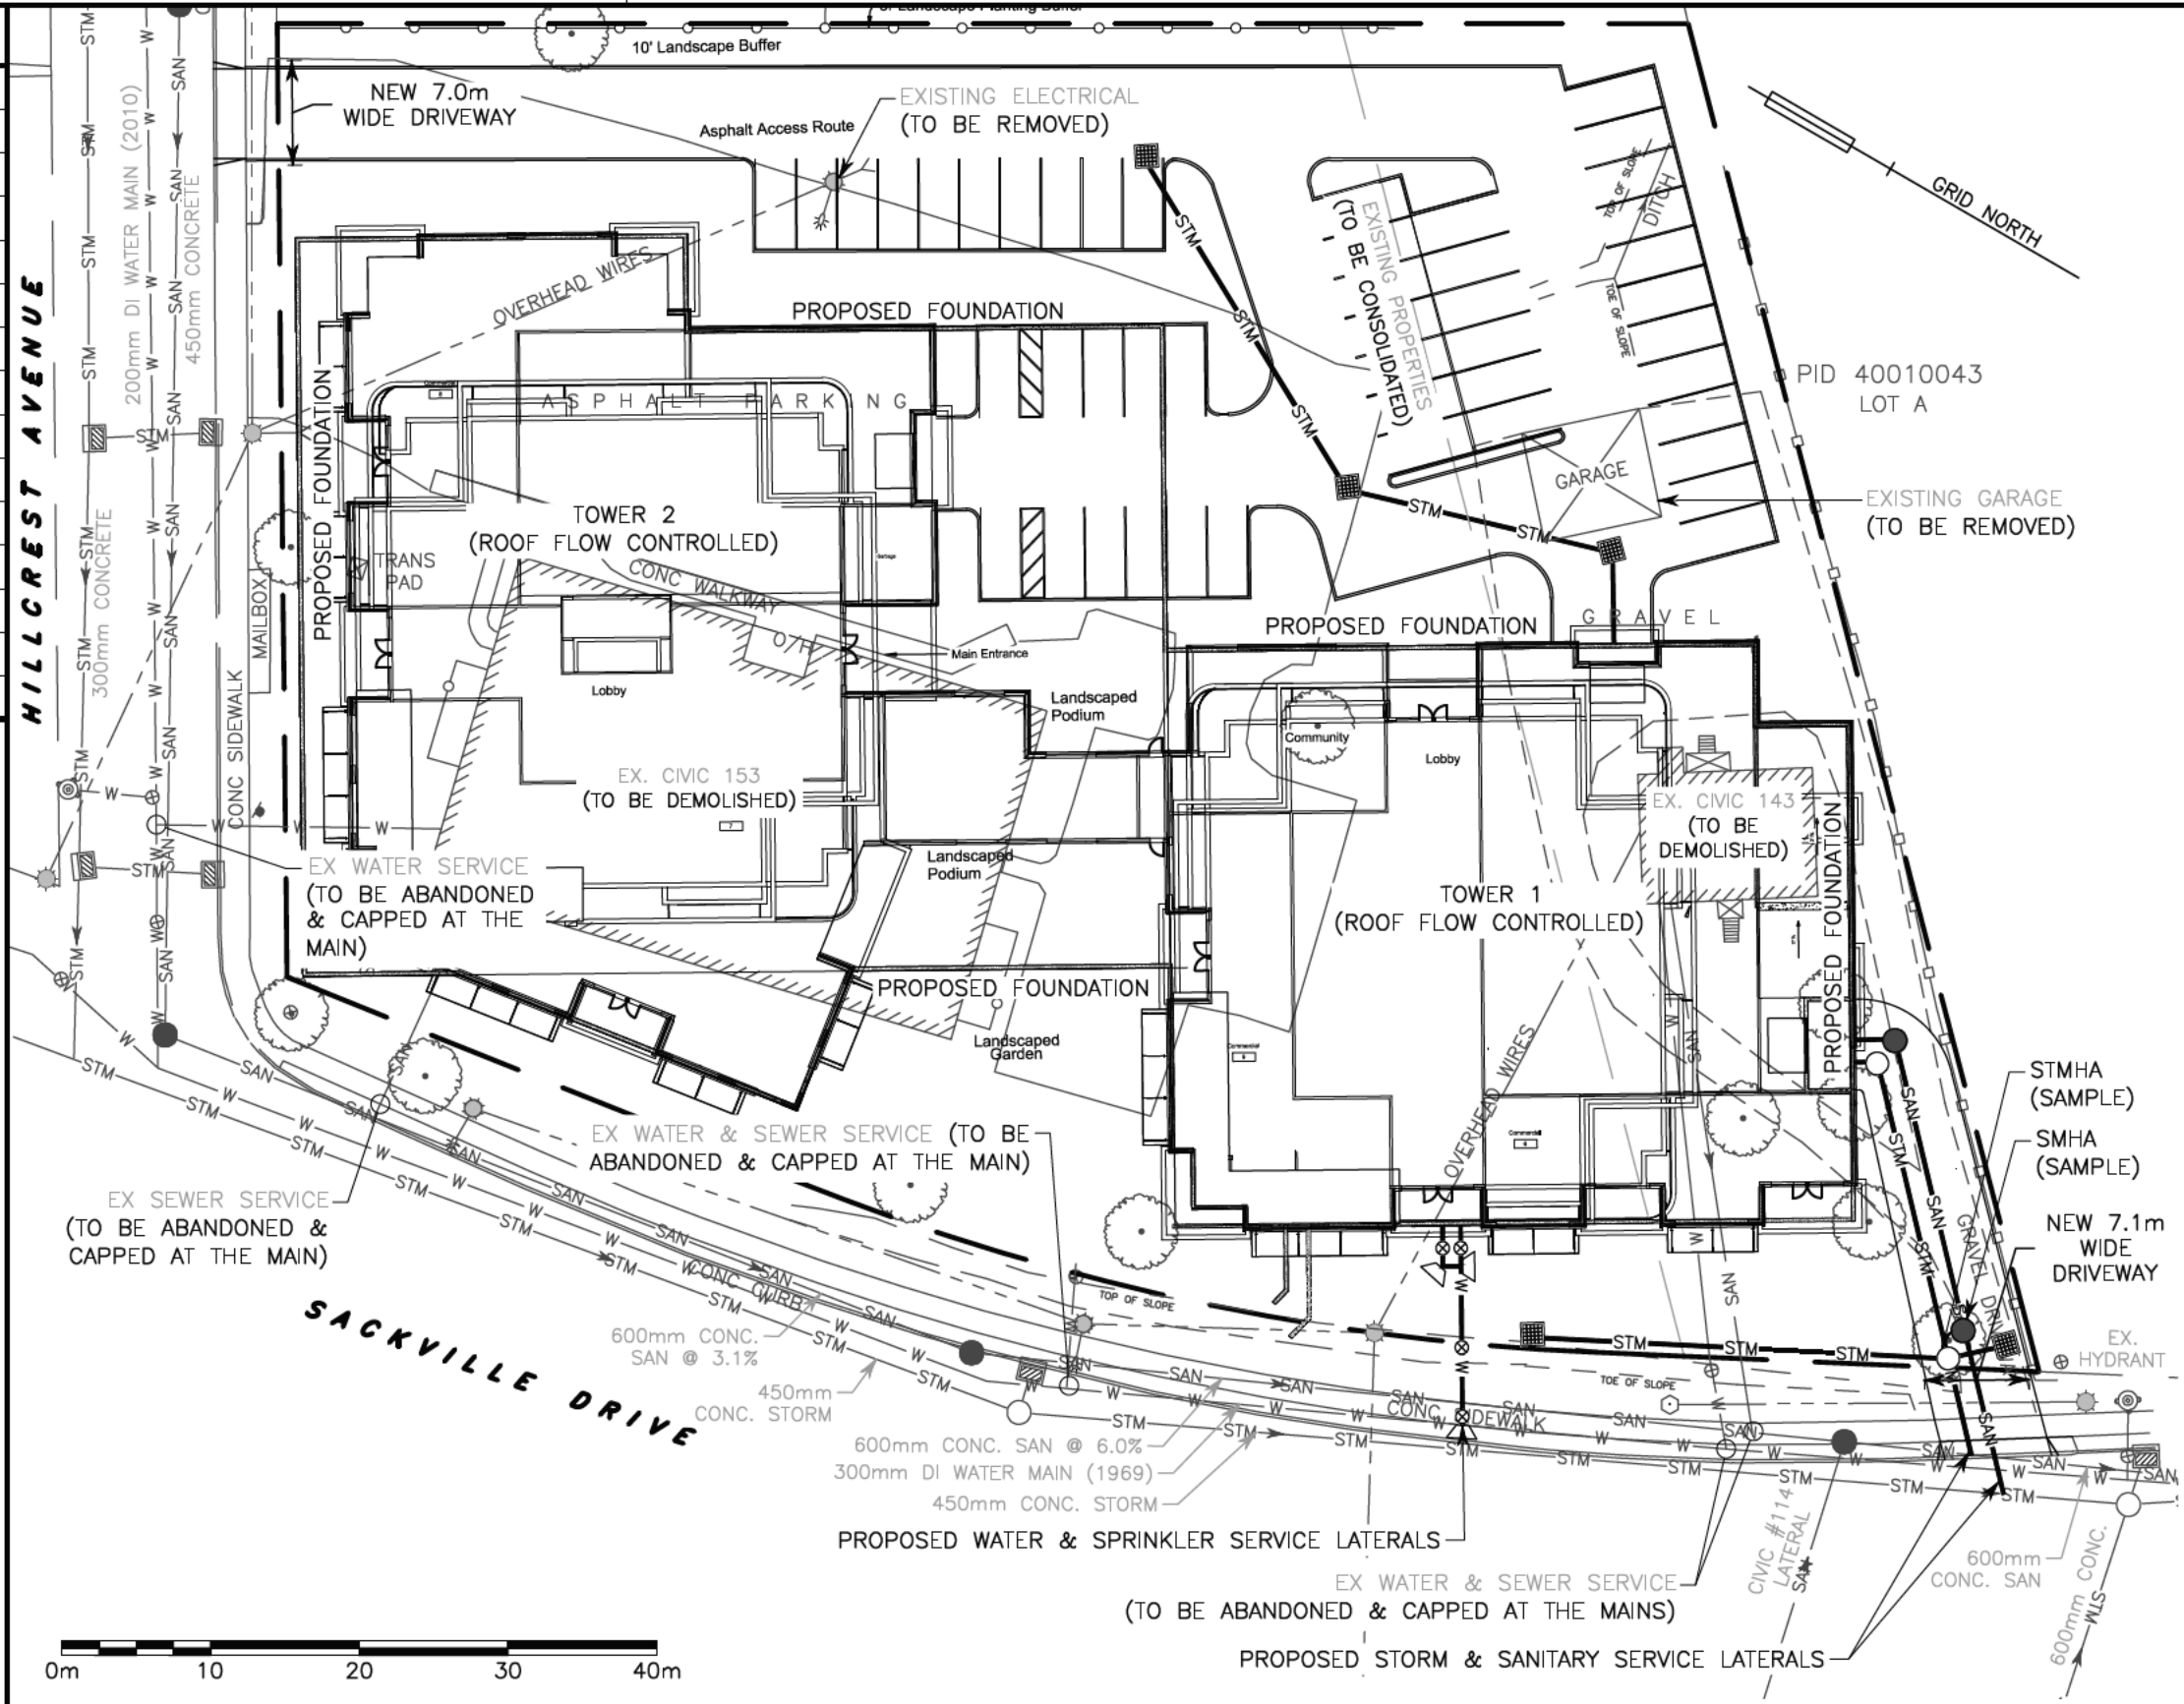 10' Landscape Buffer
NEW 7.0m
WIDE DRIVEWAY
EXISTING ELECTRICAL
(TO BE REMOVED)
Asphalt Access Route
GRID NORTH
HILLCREST AVENUE
200mm DI WATER MAIN (2010)
450mm CONCRETE
300mm CONCRETE
OVERHEAD WIRES
PROPOSED FOUNDATION
EXISTING PROPERTIES
(TO BE CONSOLIDATED)
TOP OF SLOPE
DITCH
TOE OF SLOPE
PID 40010043
LOT A
ASPHALT PARKING
PROPOSED FOUNDATION
GARAGE
EXISTING GARAGE
(TO BE REMOVED)
TOWER 2
(ROOF FLOW CONTROLLED)
TRANS
PAD
CONC WALKWAY
O/H
MAILBOX
CONC SIDEWALK
Main Entrance
Lobby
Landscaped
Podium
PROPOSED FOUNDATION
GRAVEL
Community
Lobby
EX. CIVIC 153
(TO BE DEMOLISHED)
EX. CIVIC 143
(TO BE
DEMOLISHED)
PROPOSED FOUNDATION
EX WATER SERVICE
(TO BE ABANDONED
& CAPPED AT THE
MAIN)
Landscaped
Podium
TOWER 1
(ROOF FLOW CONTROLLED)
PROPOSED FOUNDATION
Landscaped
Garden
OVERHEAD WIRES
STMHA
(SAMPLE)
SMHA
(SAMPLE)
NEW 7.1m
WIDE
DRIVEWAY
EX WATER & SEWER SERVICE (TO BE
ABANDONED & CAPPED AT THE MAIN)
EX SEWER SERVICE
(TO BE ABANDONED &
CAPPED AT THE MAIN)
SACKVILLE DRIVE
CONC CURB
TOP OF SLOPE
TOE OF SLOPE
EX.
HYDRANT
600mm CONC.
SAN @ 3.1%
450mm
CONC. STORM
CONC SIDEWALK
600mm CONC. SAN @ 6.0%
300mm DI WATER MAIN (1969)
450mm CONC. STORM
PROPOSED WATER & SPRINKLER SERVICE LATERALS
EX WATER & SEWER SERVICE
(TO BE ABANDONED & CAPPED AT THE MAINS)
PROPOSED STORM & SANITARY SERVICE LATERALS
CIVIC #114
LATERAL
600mm
CONC. SAN
600mm CONC.
STM
SAN
W
0m 10 20 30 40m